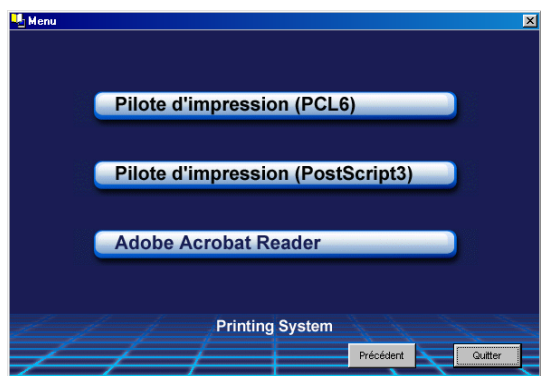 Menu
Pilote d'impression (PCL6)
Pilote d'impression (PostScript3)
Adobe Acrobat Reader
Printing System
Précédent
Quitter